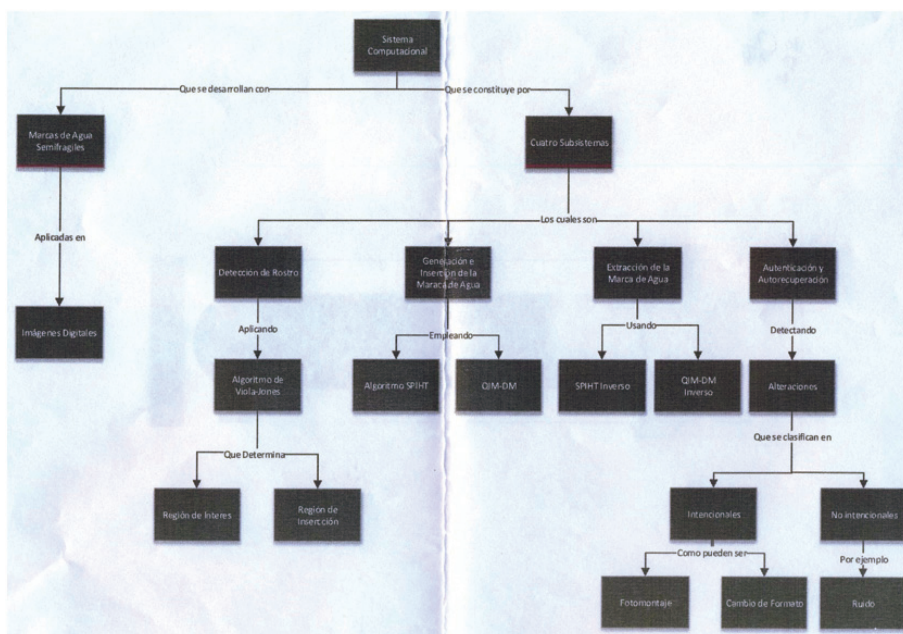 Sistema
Computacional
Que se desarrollan con
Que se constituye por
Marcas de Agua
Semifragiles
Cuatro Subsistemas
Aplicadas en
Los cuales son
Detección de Rostro
Generación e
Inserción de la
Maraca de Agua
Extracción de la
Marca de Agua
Autenticación y
Autorecuperación
Imágenes Digitales
Aplicando
Empleando
Usando
Detectando
Algoritmo de
Viola-Jones
Algoritmo SPIHT
QIM-DM
SPIHT Inverso
QIM-DM
Inverso
Alteraciones
Que Determina
Que se clasifican en
Región de Interes
Región de
Insercción
Intencionales
No intencionales
Como pueden ser
Por ejemplo
Fotomontaje
Cambio de Formato
Ruido